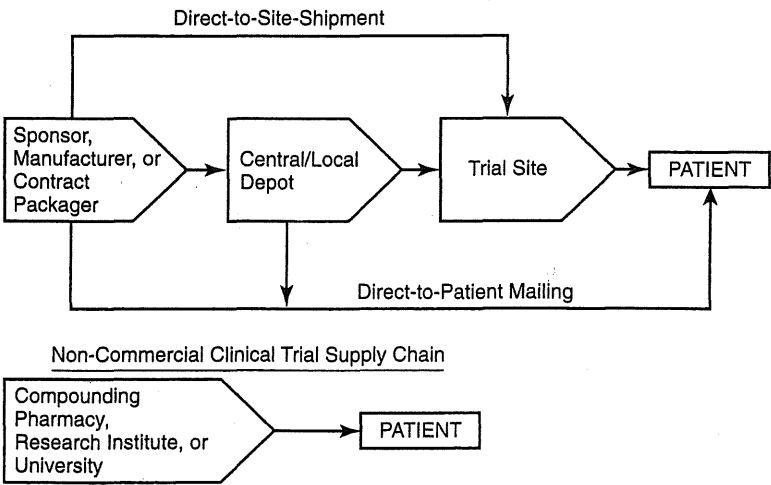 Direct-to-Site-Shipment
Sponsor,
Manufacturer, or
Contract
Packager
Central/Local
Depot
Trial Site
PATIENT
Direct-to-Patient Mailing
Non-Commercial Clinical Trial Supply Chain
Compounding
Pharmacy,
Research Institute, or
University
PATIENT